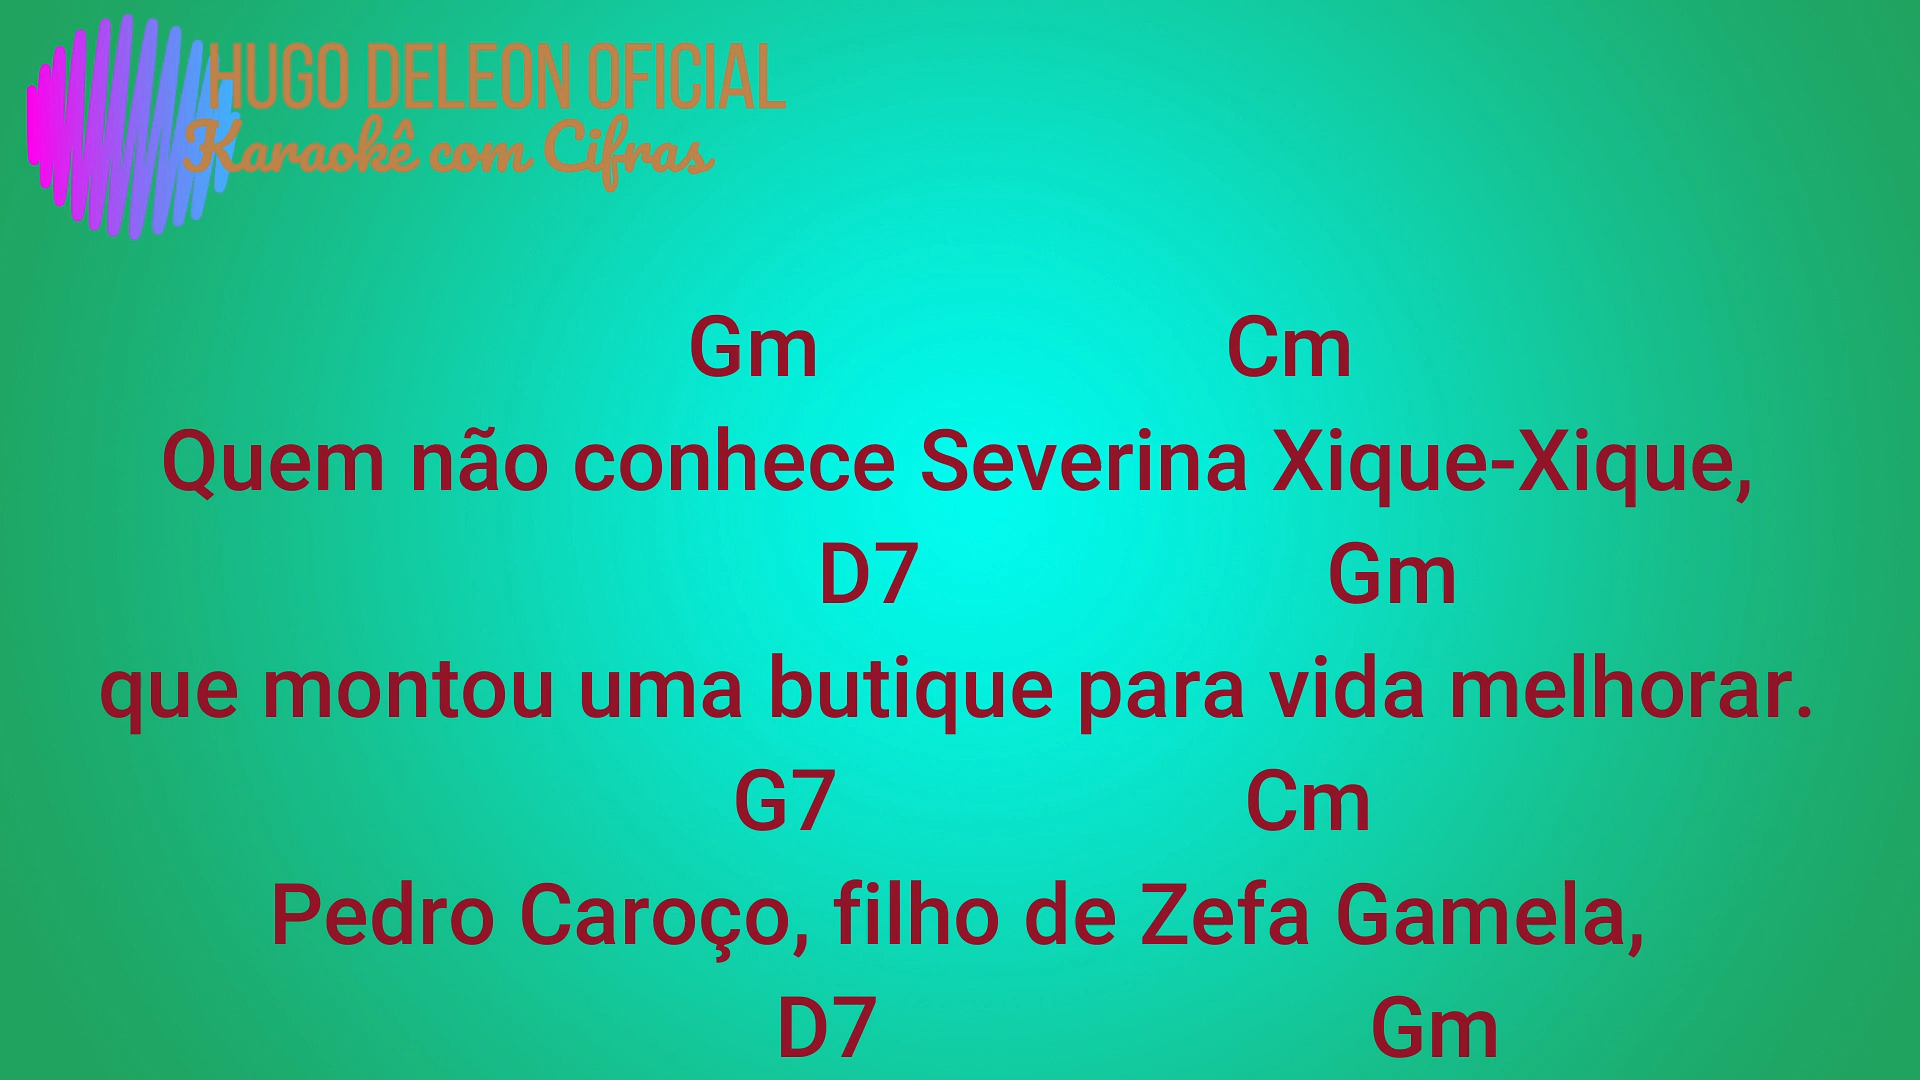 HUGO DELEON OFICIAL
Karaokê com Cifras
Gm Cm
Quem não conhece Severina Xique-Xique,
D7 Gm
que montou uma butique para vida melhorar.
G7 Cm
Pedro Caroço, filho de Zefa Gamela,
D7 Gm